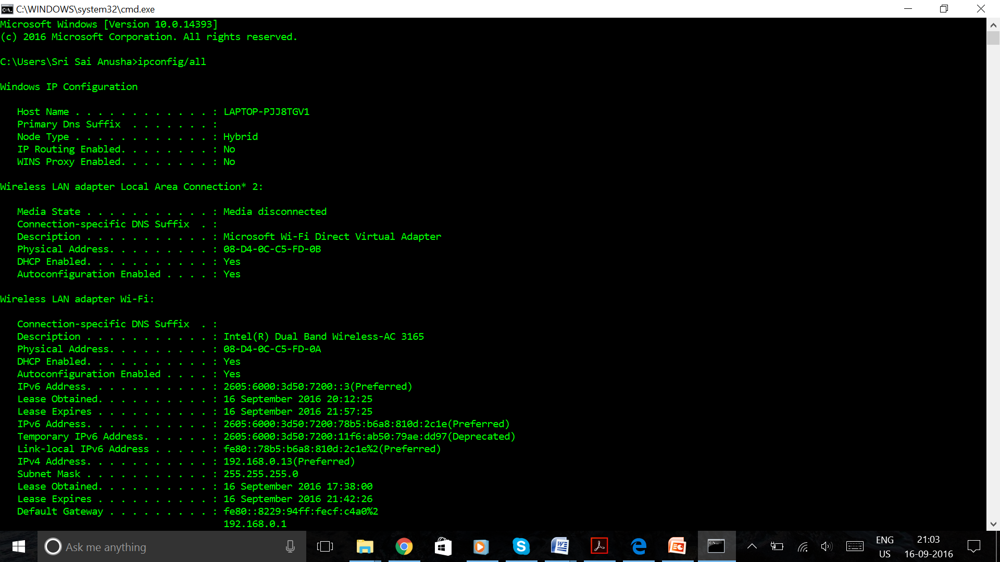 C:\WINDOWS\system32\cmd.exe
Microsoft Windows [Version 10.0.14393]
(c) 2016 Microsoft Corporation. All rights reserved.
C:\Users\Sri Sai Anusha>ipconfig/all
Windows IP Configuration
Host Name . . . . . . . . . . . . : LAPTOP-PJJ8TGV1
Primary Dns Suffix  . . . . . . . :
Node Type . . . . . . . . . . . . : Hybrid
IP Routing Enabled. . . . . . . . : No
WINS Proxy Enabled. . . . . . . . : No
Wireless LAN adapter Local Area Connection* 2:
Media State . . . . . . . . . . . : Media disconnected
Connection-specific DNS Suffix  . :
Description . . . . . . . . . . . : Microsoft Wi-Fi Direct Virtual Adapter
Physical Address. . . . . . . . . : 08-D4-0C-C5-FD-0B
DHCP Enabled. . . . . . . . . . . : Yes
Autoconfiguration Enabled . . . . : Yes
Wireless LAN adapter Wi-Fi:
Connection-specific DNS Suffix  . :
Description . . . . . . . . . . . : Intel(R) Dual Band Wireless-AC 3165
Physical Address. . . . . . . . . : 08-D4-0C-C5-FD-0A
DHCP Enabled. . . . . . . . . . . : Yes
Autoconfiguration Enabled . . . . : Yes
IPv6 Address. . . . . . . . . . . : 2605:6000:3d50:7200::3(Preferred)
Lease Obtained. . . . . . . . . . : 16 September 2016 20:12:25
Lease Expires . . . . . . . . . . : 16 September 2016 21:57:25
IPv6 Address. . . . . . . . . . . : 2605:6000:3d50:7200:78b5:b6a8:810d:2c1e(Preferred)
Temporary IPv6 Address. . . . . . : 2605:6000:3d50:7200:11f6:ab50:79ae:dd97(Deprecated)
Link-local IPv6 Address . . . . . : fe80::78b5:b6a8:810d:2c1e%2(Preferred)
IPv4 Address. . . . . . . . . . . : 192.168.0.13(Preferred)
Subnet Mask . . . . . . . . . . . : 255.255.255.0
Lease Obtained. . . . . . . . . . : 16 September 2016 17:38:00
Lease Expires . . . . . . . . . . : 16 September 2016 21:42:26
Default Gateway . . . . . . . . . : fe80::8229:94ff:fecf:c4a0%2
192.168.0.1
Ask me anything
ENG
US
21:03
16-09-2016